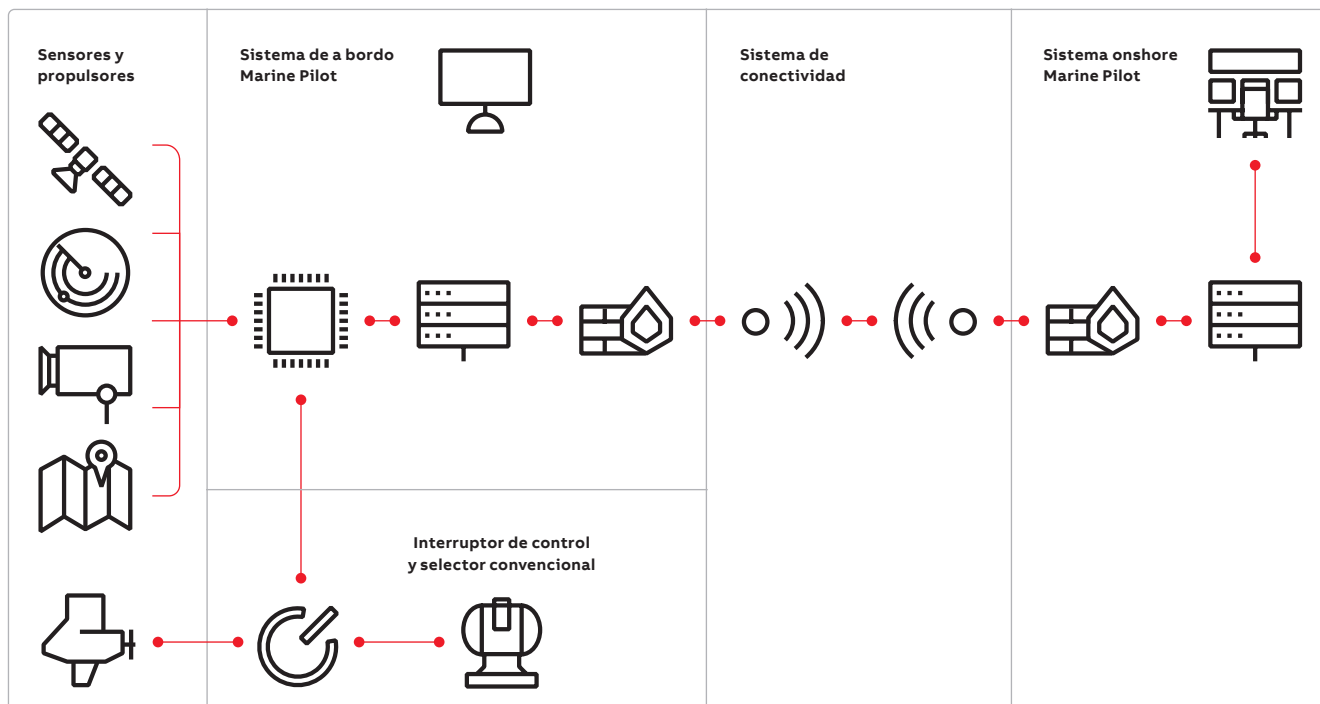 Sensores y
propulsores
Sistema de a bordo
Marine Pilot
Sistema de
conectividad
Sistema onshore
Marine Pilot
Interruptor de control
y selector convencional